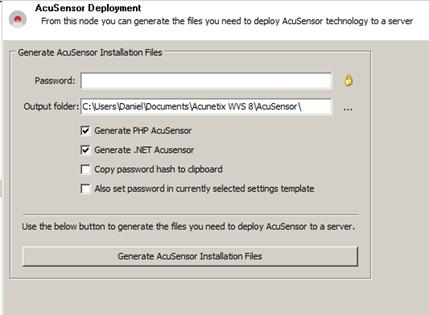 AcuSensor Deployment
From this node you can generate the files you need to deploy AcuSensor technology to a server
Generate AcuSensor Installation Files
Password:
Output folder: C:\Users\Daniel\Documents\Acunetix WVS 8\AcuSensor\ ...
Generate PHP AcuSensor
Generate .NET Acusensor
Copy password hash to clipboard
Also set password in currently selected settings template
Use the below button to generate the files you need to deploy AcuSensor to a server.
Generate AcuSensor Installation Files